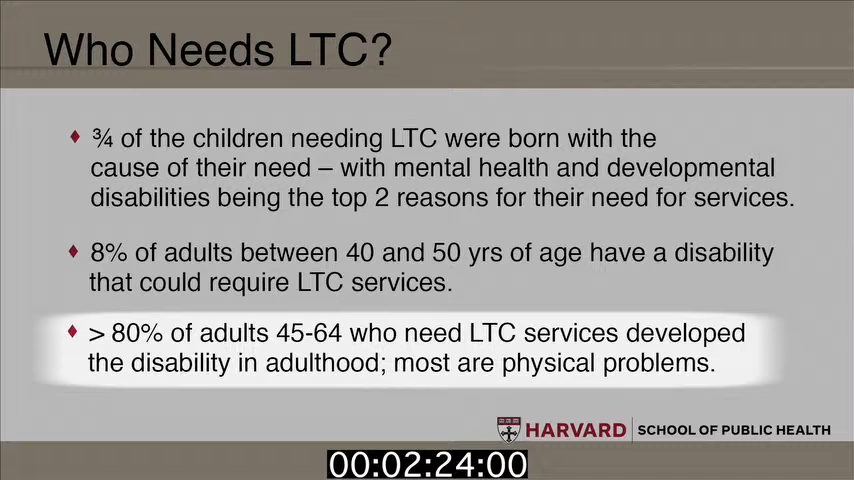 Who Needs LTC?
♦ ¾ of the children needing LTC were born with the
cause of their need – with mental health and developmental
disabilities being the top 2 reasons for their need for services.
♦ 8% of adults between 40 and 50 yrs of age have a disability
that could require LTC services.
♦ > 80% of adults 45-64 who need LTC services developed
the disability in adulthood; most are physical problems.
HARVARD SCHOOL OF PUBLIC HEALTH
00:02:24:00